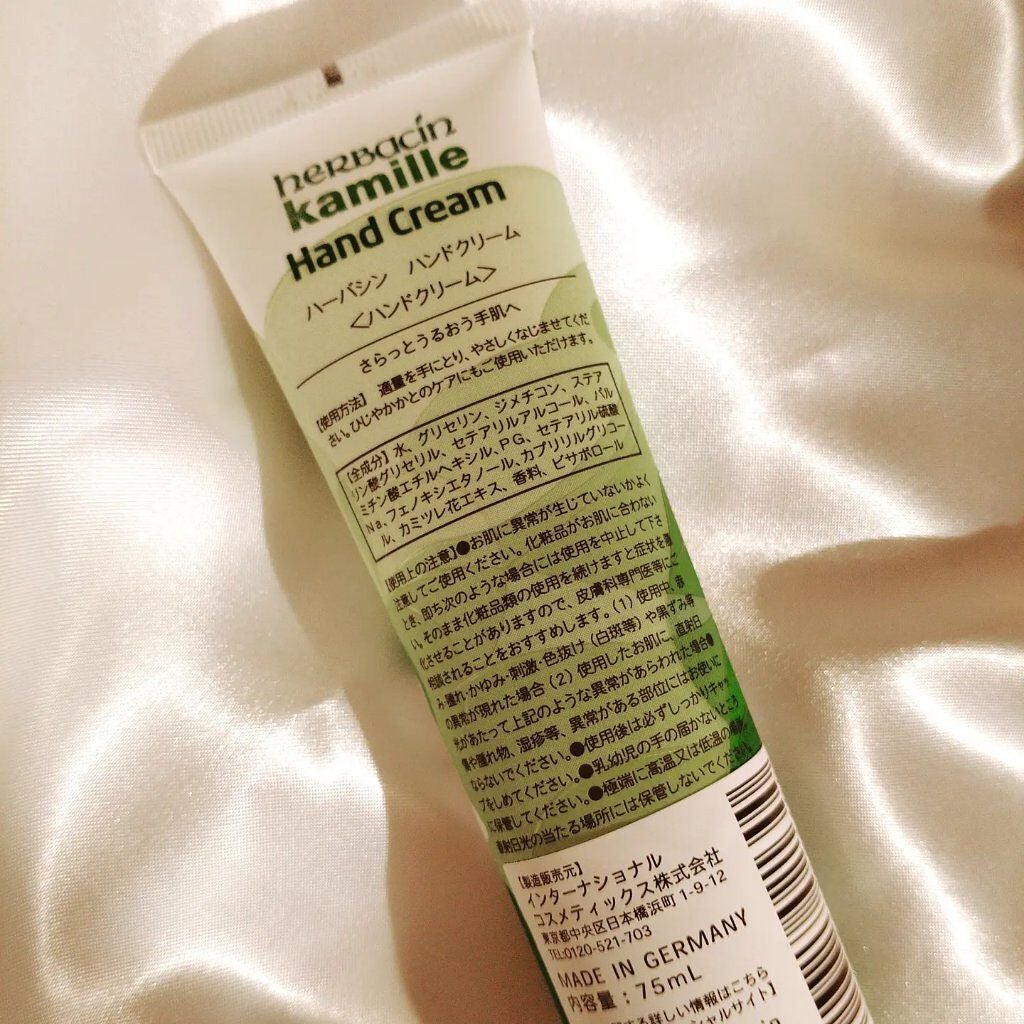 herbacin
kamille
Hand Cream
ハーバシン ハンドクリーム
＜ハンドクリーム＞
さらっとうるおう手肌へ
【使用方法】 適量を手にとり、やさしくなじませてくだ
さい。ひじやかかとのケアにもご使用いただけます。
【全成分】水、グリセリン、ジメチコン、ステア
リン酸グリセリル、セテアリルアルコール、パル
ミチン酸エチルヘキシル、PG、セテアリル硫酸
Na、フェノキシエタノール、カプリリルグリコー
ル、カミツレ花エキス、香料、ビサボロール
【使用上の注意】●お肌に異常が生じていないかよく
注意してご使用ください。化粧品がお肌に合わない
とき、即ち次のような場合には使用を中止して下さ
い。そのまま化粧品類の使用を続けますと症状を悪
化させることがありますので、皮膚科専門医等にご
相談されることをおすすめします。(1) 使用中、赤
み・腫れ・かゆみ・刺激・色抜け（白斑等）や黒ずみ等
の異常が現れた場合 (2) 使用したお肌に、直射日
光があたって上記のような異常があらわれた場合●
傷や腫れ物、湿疹等、異常がある部位にはお使いに
ならないでください。●使用後は必ずしっかりキャッ
プをしめてください。●乳幼児の手の届かないところ
に保管してください。●極端に高温又は低温の場所、
直射日光の当たる場所には保管しないでください。
【製造販売元】
インターナショナル
コスメティックス株式会社
東京都中央区日本橋浜町 1-9-12
TEL:0120-521-703
MADE IN GERMANY
内容量：75mL
する詳しい情報はこちら
シャルサイト】